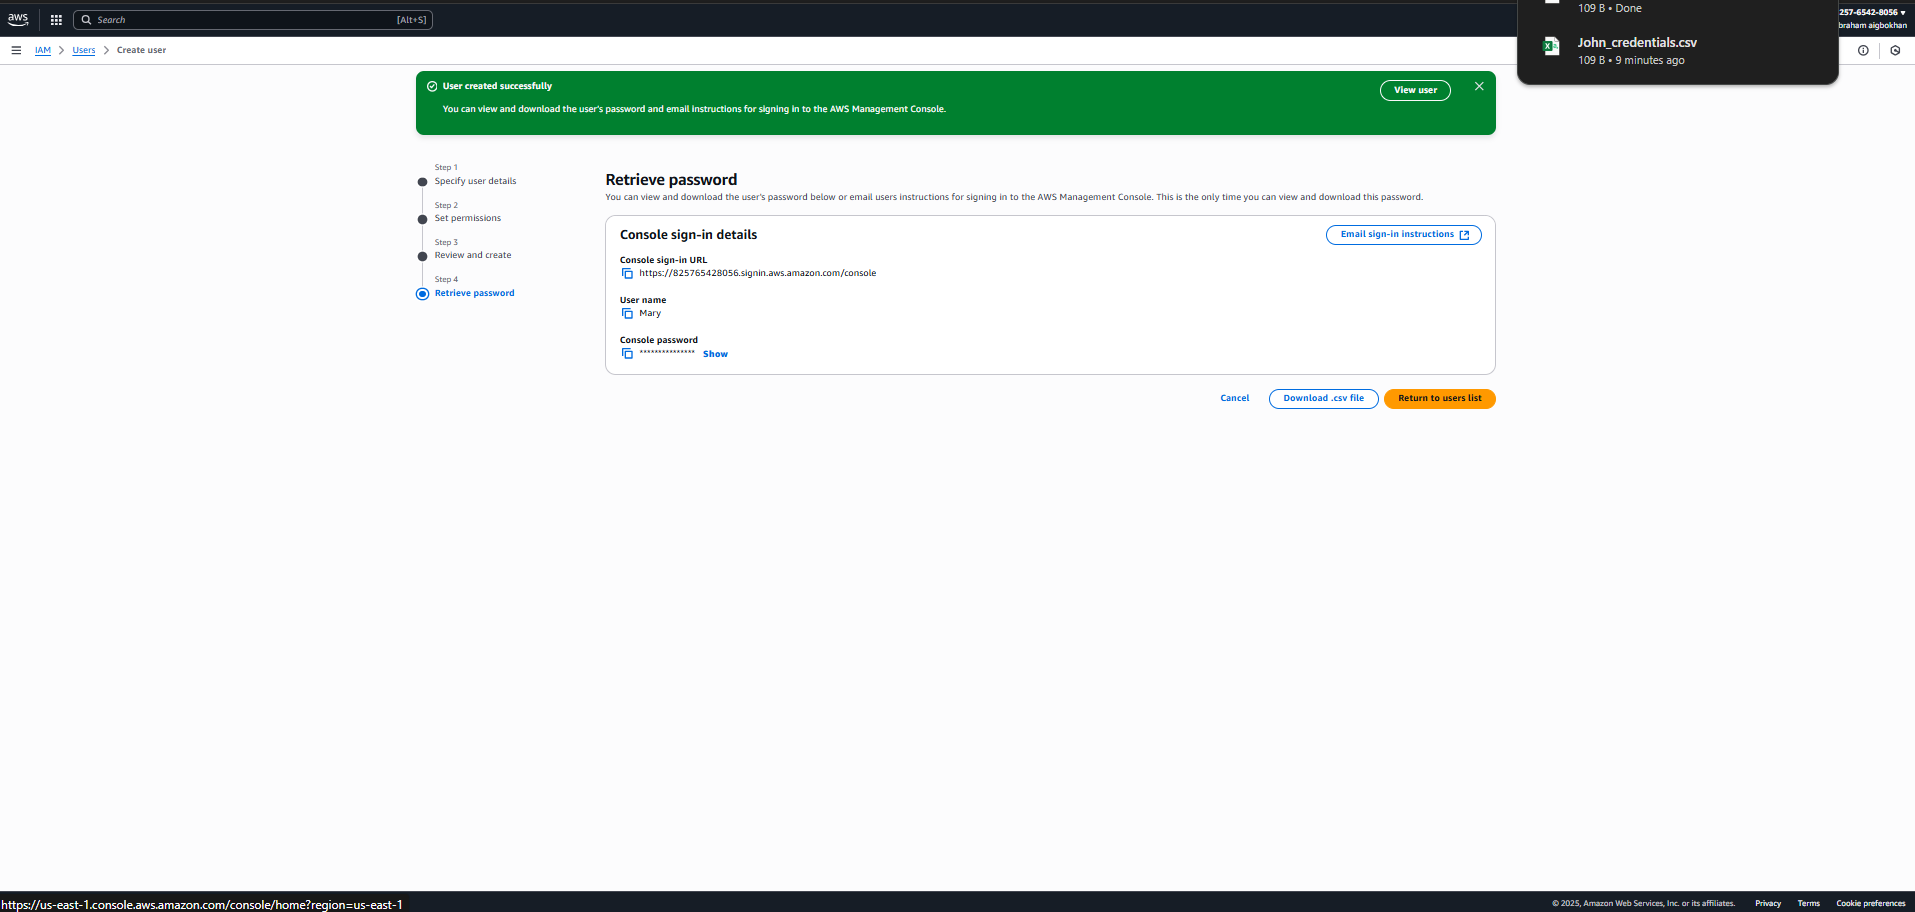 aws
Search
[Alt+S]
109 B • Done
John_credentials.csv
109 B • 9 minutes ago
257-6542-8056
braham aigbokhan
IAM
Users
Create user
User created successfully
You can view and download the user's password and email instructions for signing in to the AWS Management Console.
View user
Step 1
Specify user details
Step 2
Set permissions
Step 3
Review and create
Step 4
Retrieve password
Retrieve password
You can view and download the user's password below or email users instructions for signing in to the AWS Management Console. This is the only time you can view and download this password.
Console sign-in details
Email sign-in instructions
Console sign-in URL
https://825765428056.signin.aws.amazon.com/console
User name
Mary
Console password
*************** Show
Cancel
Download .csv file
Return to users list
https://us-east-1.console.aws.amazon.com/console/home?region=us-east-1
© 2025, Amazon Web Services, Inc. or its affiliates.
Privacy
Terms
Cookie preferences